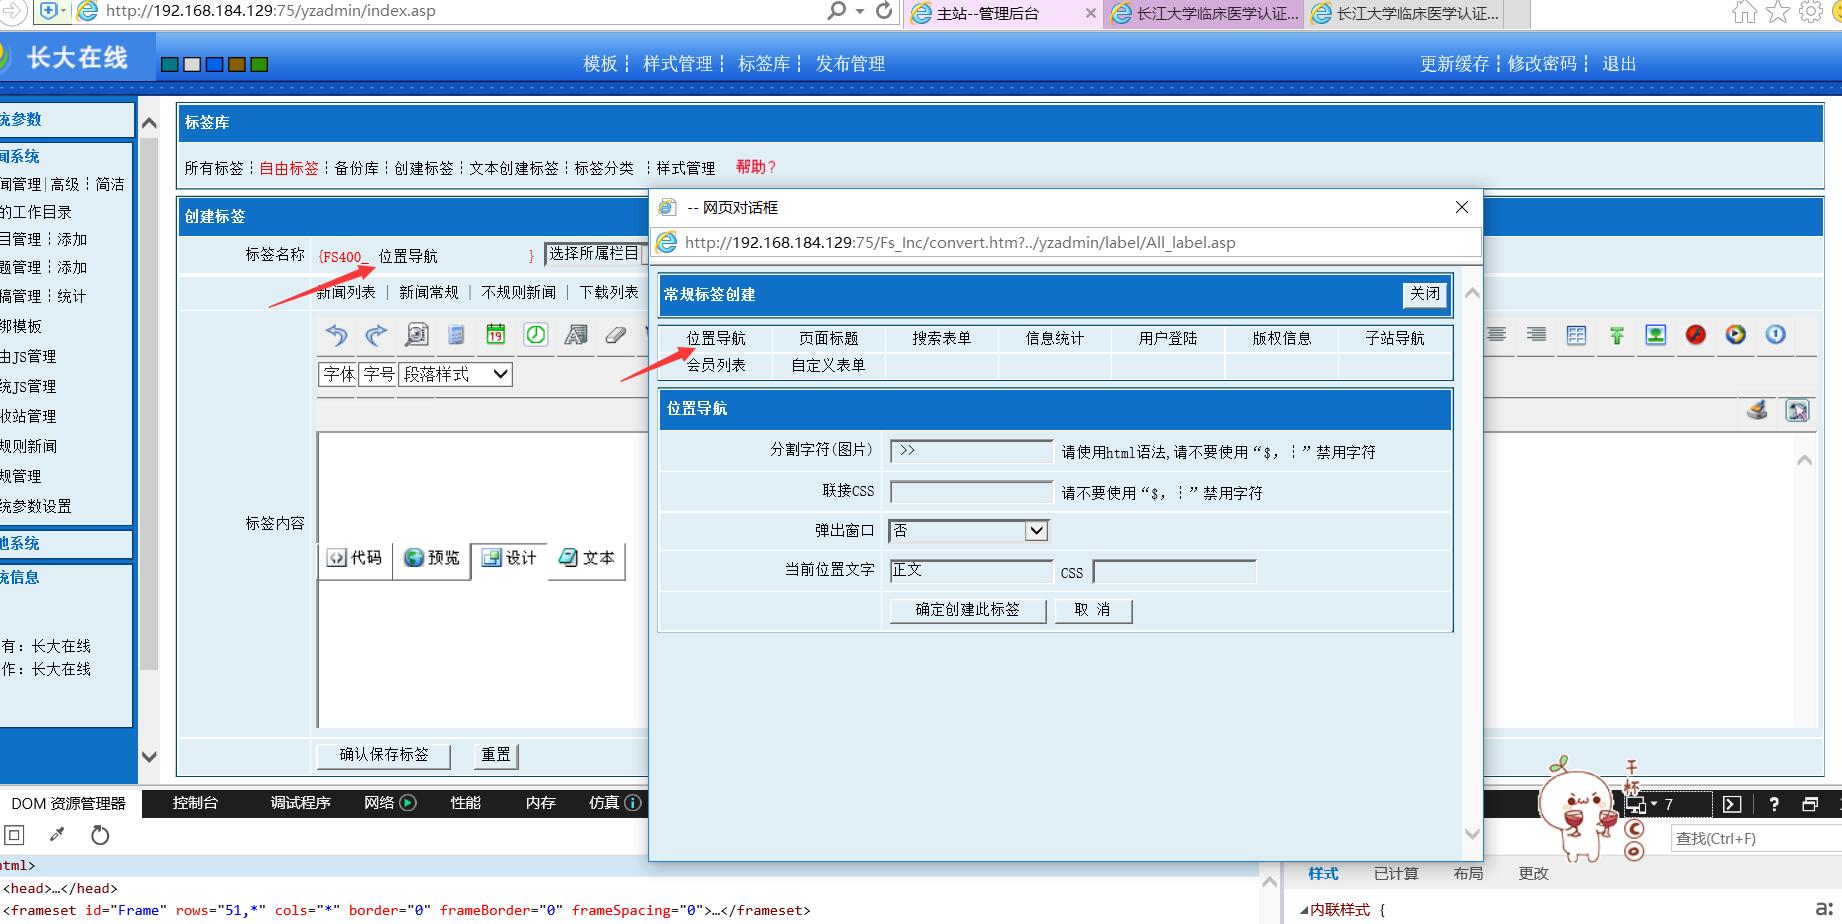 http://192.168.184.129:75/yzadmin/index.asp
主站--管理后台
长江大学临床医学认证...
长江大学临床医学认证...
长大在线
模板┆ 样式管理┆ 标签库┆ 发布管理
更新缓存┆修改密码┆ 退出
统参数
系统
管理|高级┆简洁
的工作目录
管理┆添加
管理┆添加
稿管理┆统计
绑模板
由JS管理
统JS管理
收站管理
规则新闻
规管理
统参数设置
系统
统信息
有：长大在线
作：长大在线
标签库
所有标签┆自由标签┆备份库┆创建标签┆文本创建标签┆标签分类 ┆样式管理 帮助?
创建标签
标签名称
{FS400_ 位置导航 }
选择所属栏目
新闻列表 | 新闻常规 | 不规则新闻 | 下载列表
19
字体
字号
段落样式
标签内容
代码
预览
设计
文本
确认保存标签
重置
-- 网页对话框
http://192.168.184.129:75/Fs_Inc/convert.htm?../yzadmin/label/All_label.asp
常规标签创建
关闭
位置导航 页面标题 搜索表单 信息统计 用户登陆 版权信息 子站导航
会员列表 自定义表单
位置导航
分割字符(图片) >> 请使用html语法,请不要使用“$，┆”禁用字符
联接CSS 请不要使用“$，┆”禁用字符
弹出窗口 否
当前位置文字 正文 CSS
确定创建此标签
取 消
干
杯
DOM 资源管理器 控制台 调试程序 网络 性能 内存 仿真
7
?
查找(Ctrl+F)
html>
<head>…</head>
<frameset id="Frame" rows="51,*" cols="*" border="0" frameBorder="0" frameSpacing="0">…</frameset>
样式 已计算 布局 更改
内联样式 {
a: